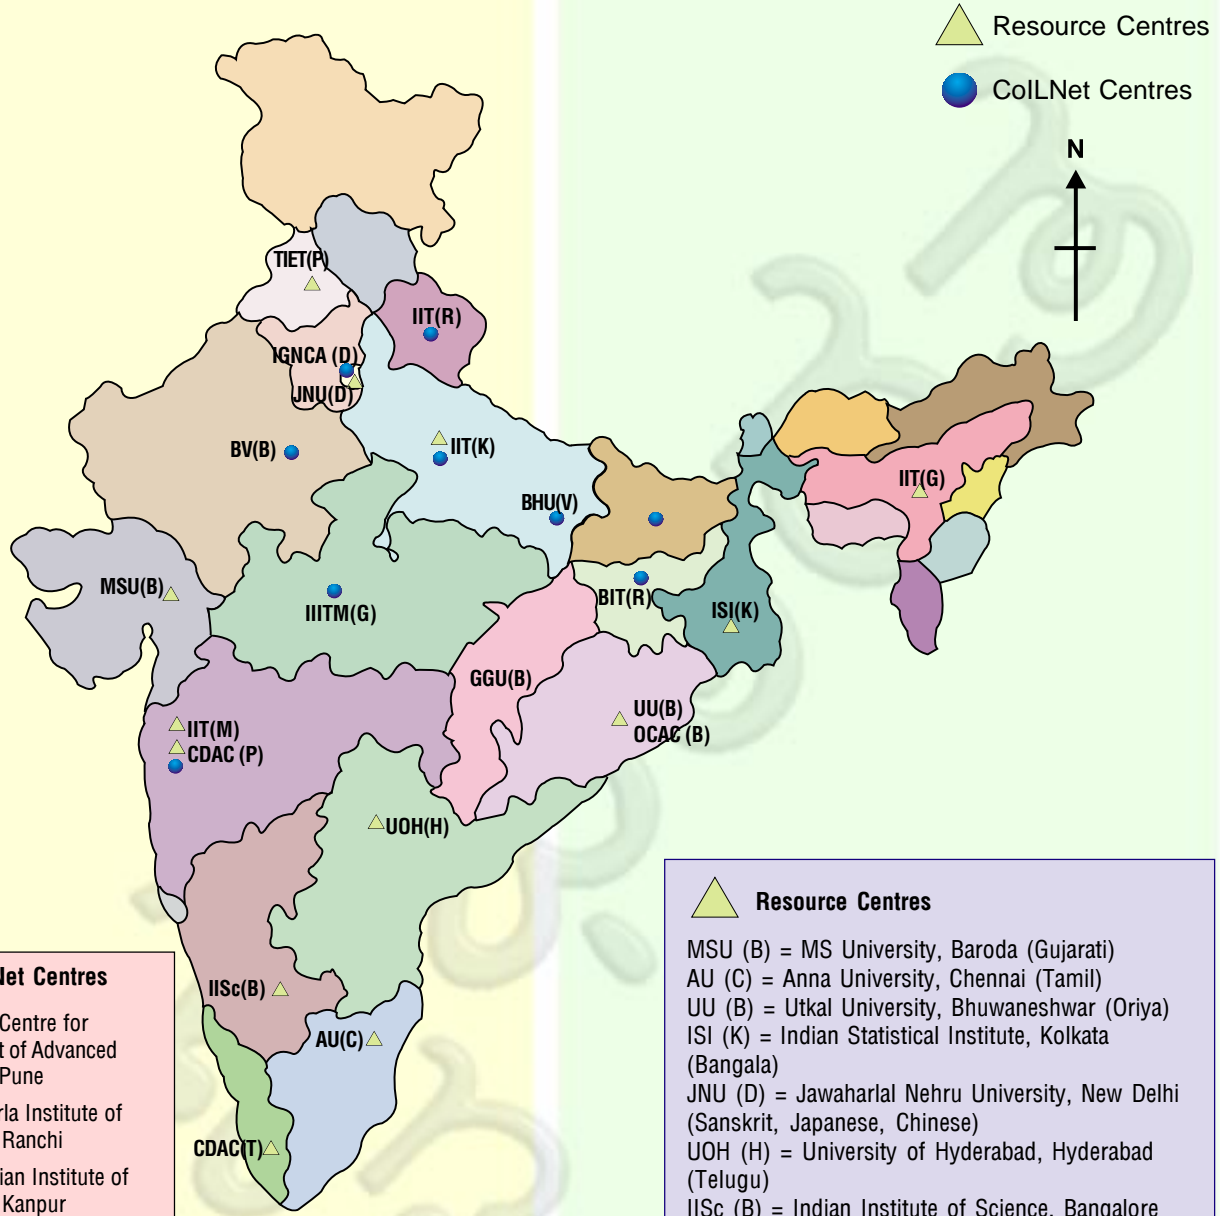 Resource Centres
CoILNet Centres
N
TIET(P)
IIT(R)
IGNCA (D)
JNU(D)
BV(B)
IIT(K)
BHU(V)
IIT(G)
MSU(B)
IIITM(G)
BIT(R)
ISI(K)
GGU(B)
UU(B)
OCAC (B)
IIT(M)
CDAC (P)
UOH(H)
IISc(B)
AU(C)
CDAC(T)
Net Centres
Centre for
t of Advanced
Pune
rla Institute of
Ranchi
ian Institute of
Kanpur
Resource Centres
MSU (B) = MS University, Baroda (Gujarati)
AU (C) = Anna University, Chennai (Tamil)
UU (B) = Utkal University, Bhuwaneshwar (Oriya)
ISI (K) = Indian Statistical Institute, Kolkata
(Bangala)
JNU (D) = Jawaharlal Nehru University, New Delhi
(Sanskrit, Japanese, Chinese)
UOH (H) = University of Hyderabad, Hyderabad
(Telugu)
IISc (B) = Indian Institute of Science, Bangalore